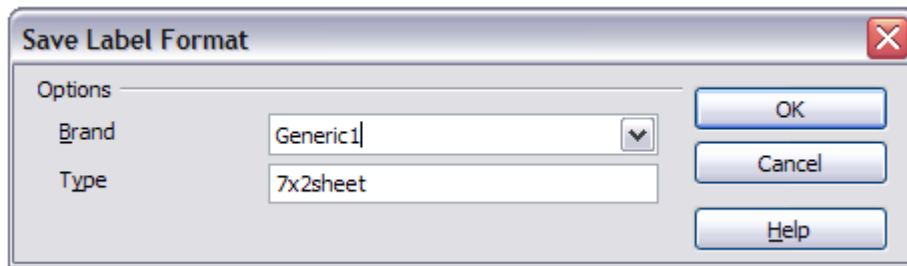 Save Label Format
Options
Brand
Generic1
OK
Type
7x2sheet
Cancel
Help